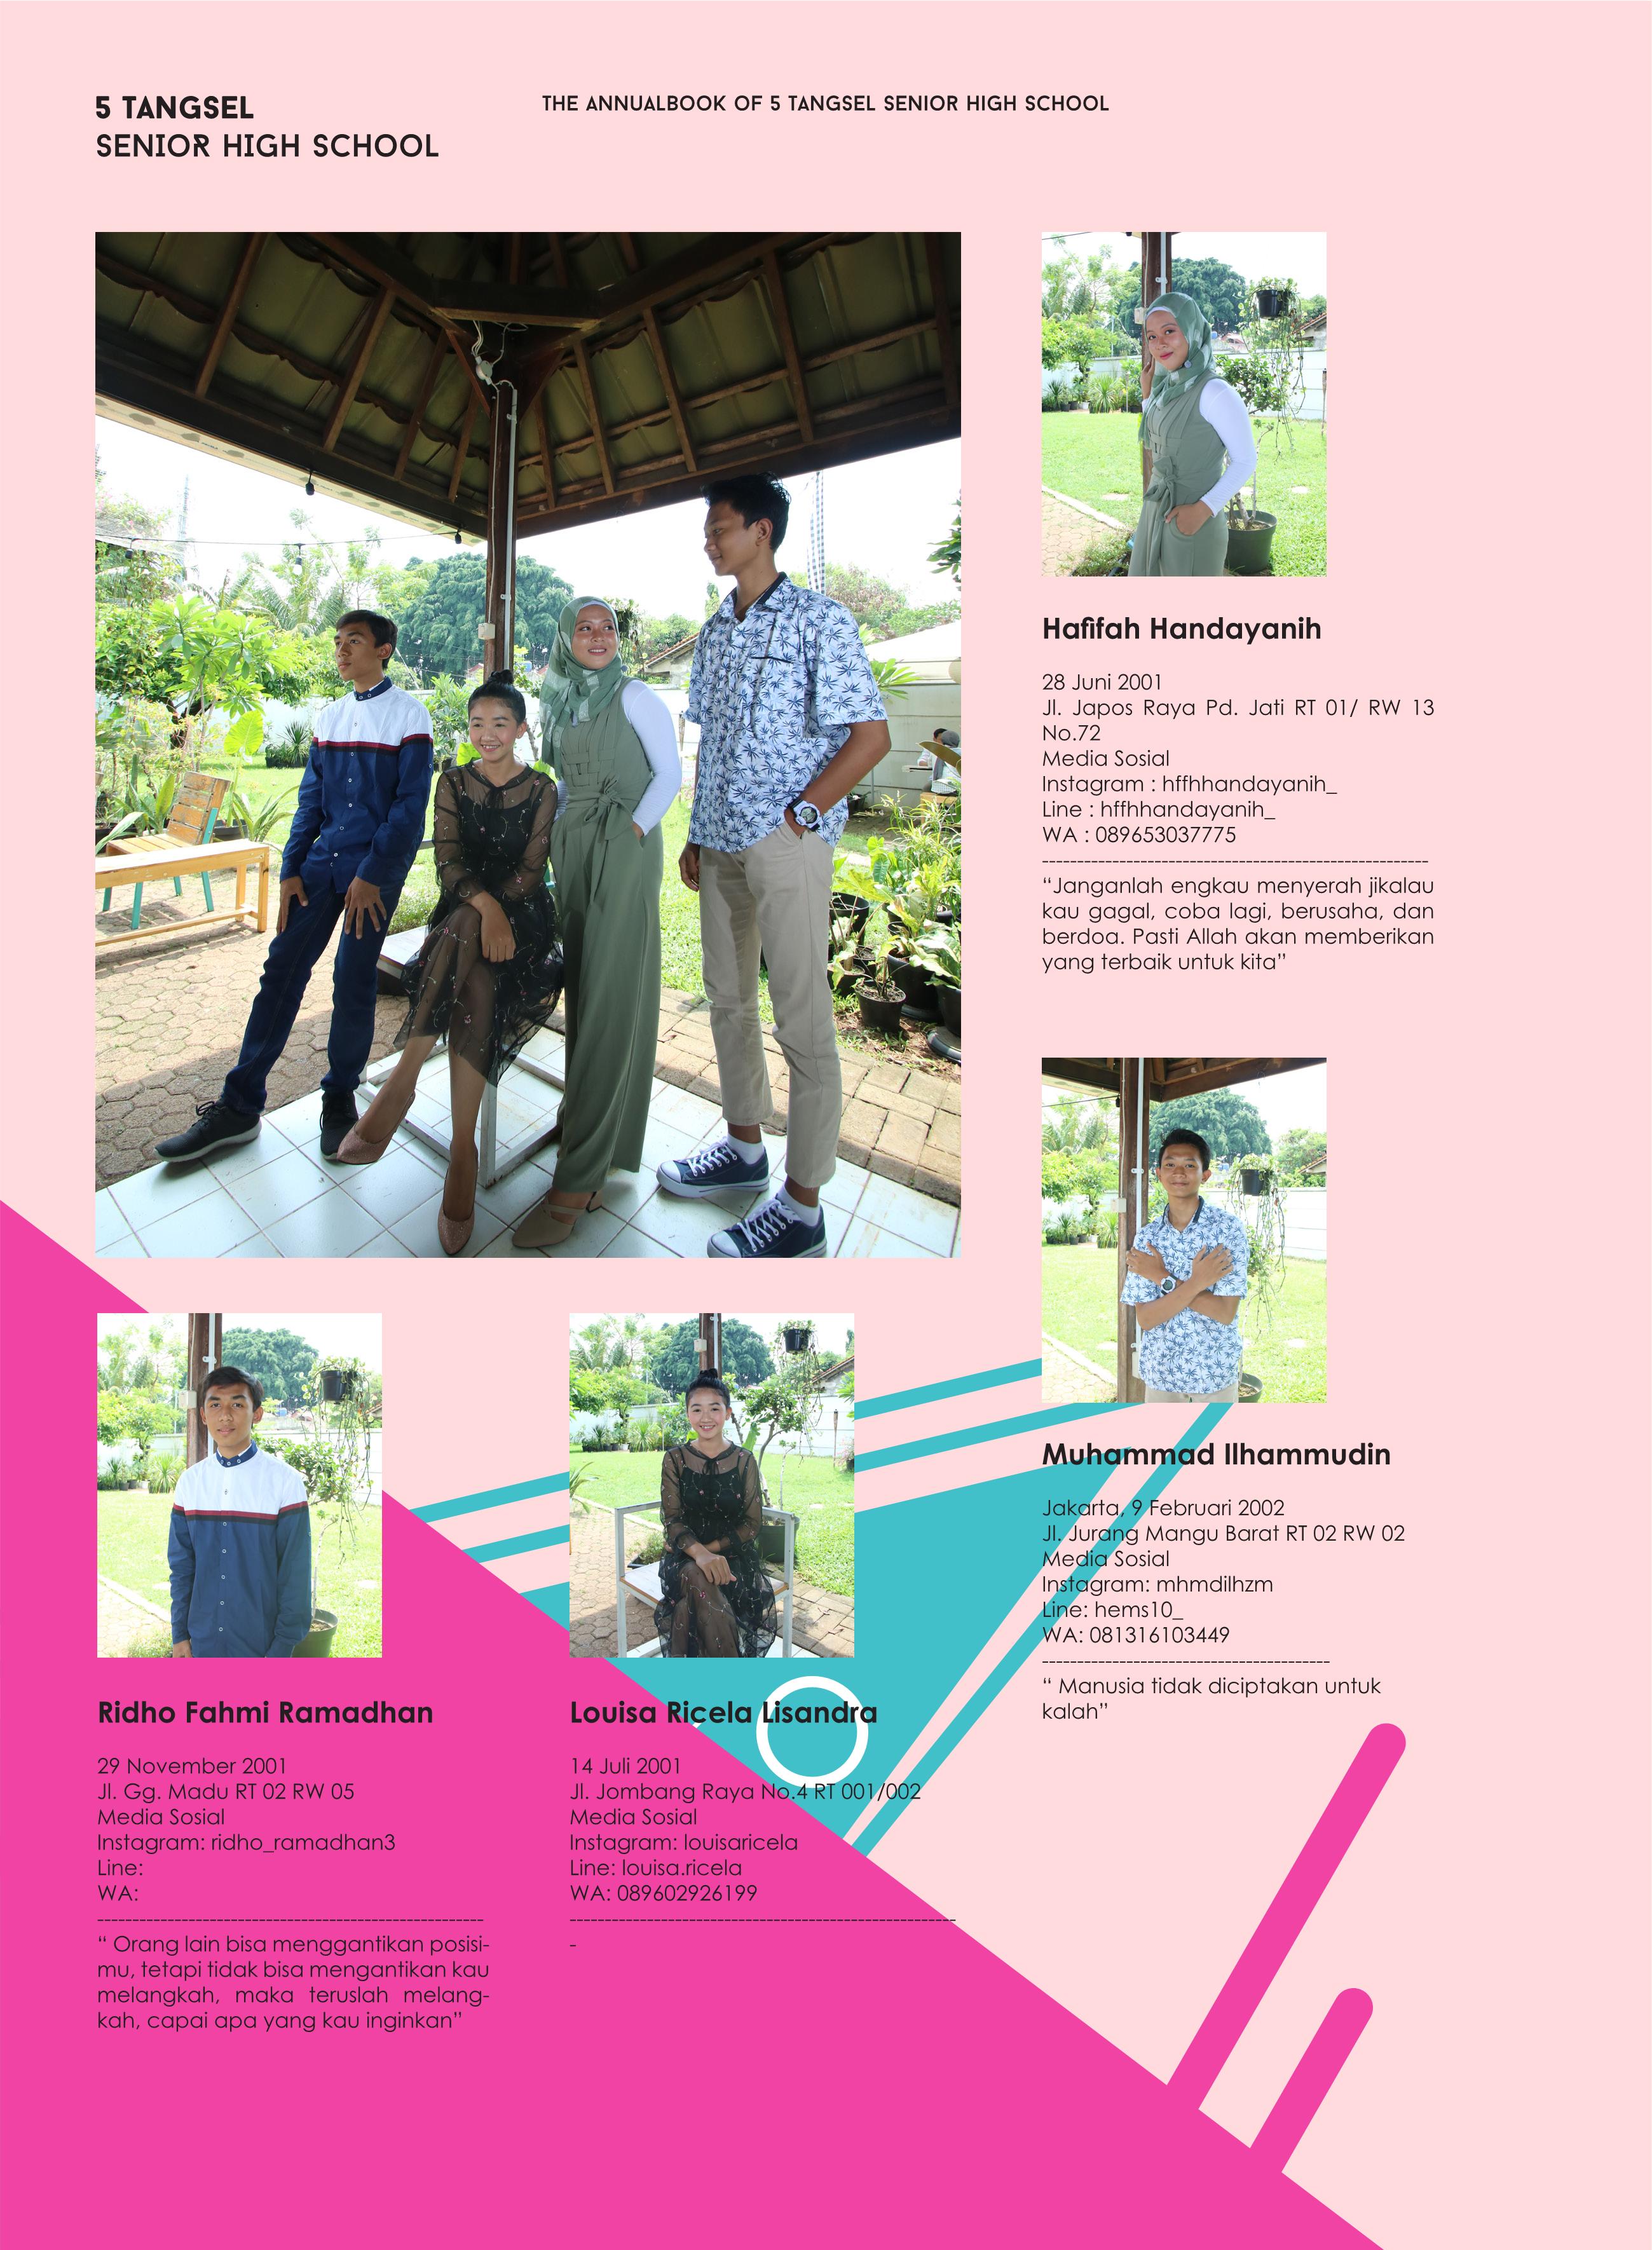 5 TANGSEL
SENIOR HIGH SCHOOL
THE ANNUALBOOK OF 5 TANGSEL SENIOR HIGH SCHOOL
Hafifah Handayanih
28 Juni 2001
Jl. Japos Raya Pd. Jati RT 01/ RW 13
No.72
Media Sosial
Instagram : hffhhandayanih_
Line : hffhhandayanih_
WA : 089653037775
-------------------------------------------------------
“Janganlah engkau menyerah jikalau
kau gagal, coba lagi, berusaha, dan
berdoa. Pasti Allah akan memberikan
yang terbaik untuk kita”
Muhammad Ilhammudin
Jakarta, 9 Februari 2002
Jl. Jurang Mangu Barat RT 02 RW 02
Media Sosial
Instagram: mhmdilhzm
Line: hems10_
WA: 081316103449
-----------------------------------------
“ Manusia tidak diciptakan untuk
kalah”
Ridho Fahmi Ramadhan
29 November 2001
Jl. Gg. Madu RT 02 RW 05
Media Sosial
Instagram: ridho_ramadhan3
Line:
WA:
-------------------------------------------------------
“ Orang lain bisa menggantikan posisi-
mu, tetapi tidak bisa mengantikan kau
melangkah, maka teruslah melang-
kah, capai apa yang kau inginkan”
Louisa Ricela Lisandra
14 Juli 2001
Jl. Jombang Raya No.4 RT 001/002
Media Sosial
Instagram: louisaricela
Line: louisa.ricela
WA: 089602926199
-------------------------------------------------------
-